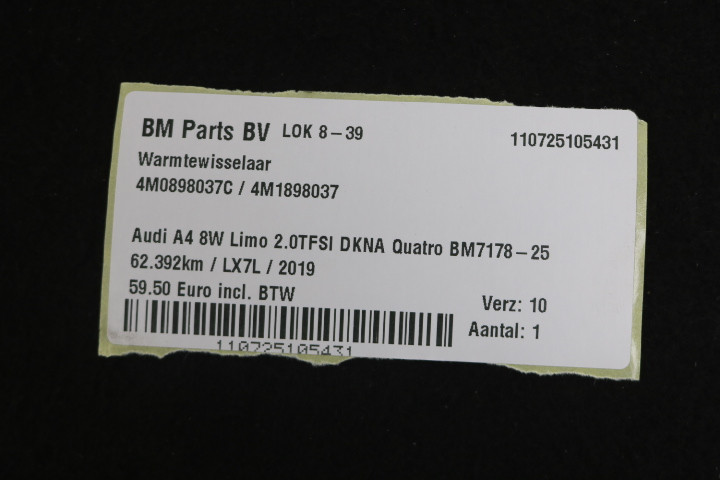 BM Parts BV LOK 8-39 110725105431
Warmtewisselaar
4M0898037C / 4M1898037
Audi A4 8W Limo 2.0TFSI DKNA Quatro BM7178-25
62.392km / LX7L / 2019
59.50 Euro incl. BTW
Verz: 10
Aantal: 1
110725105431